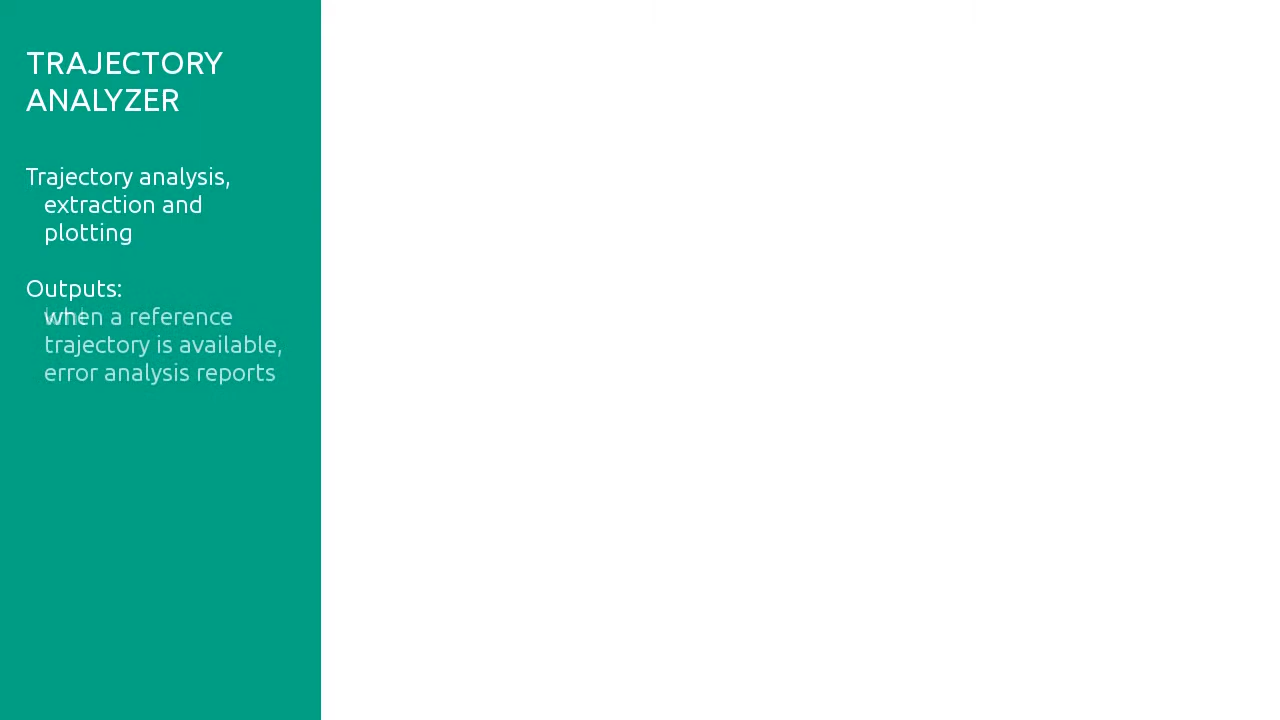 TRAJECTORY
ANALYZER
Trajectory analysis,
extraction and
plotting
Outputs:
when a reference
trajectory is available,
error analysis reports